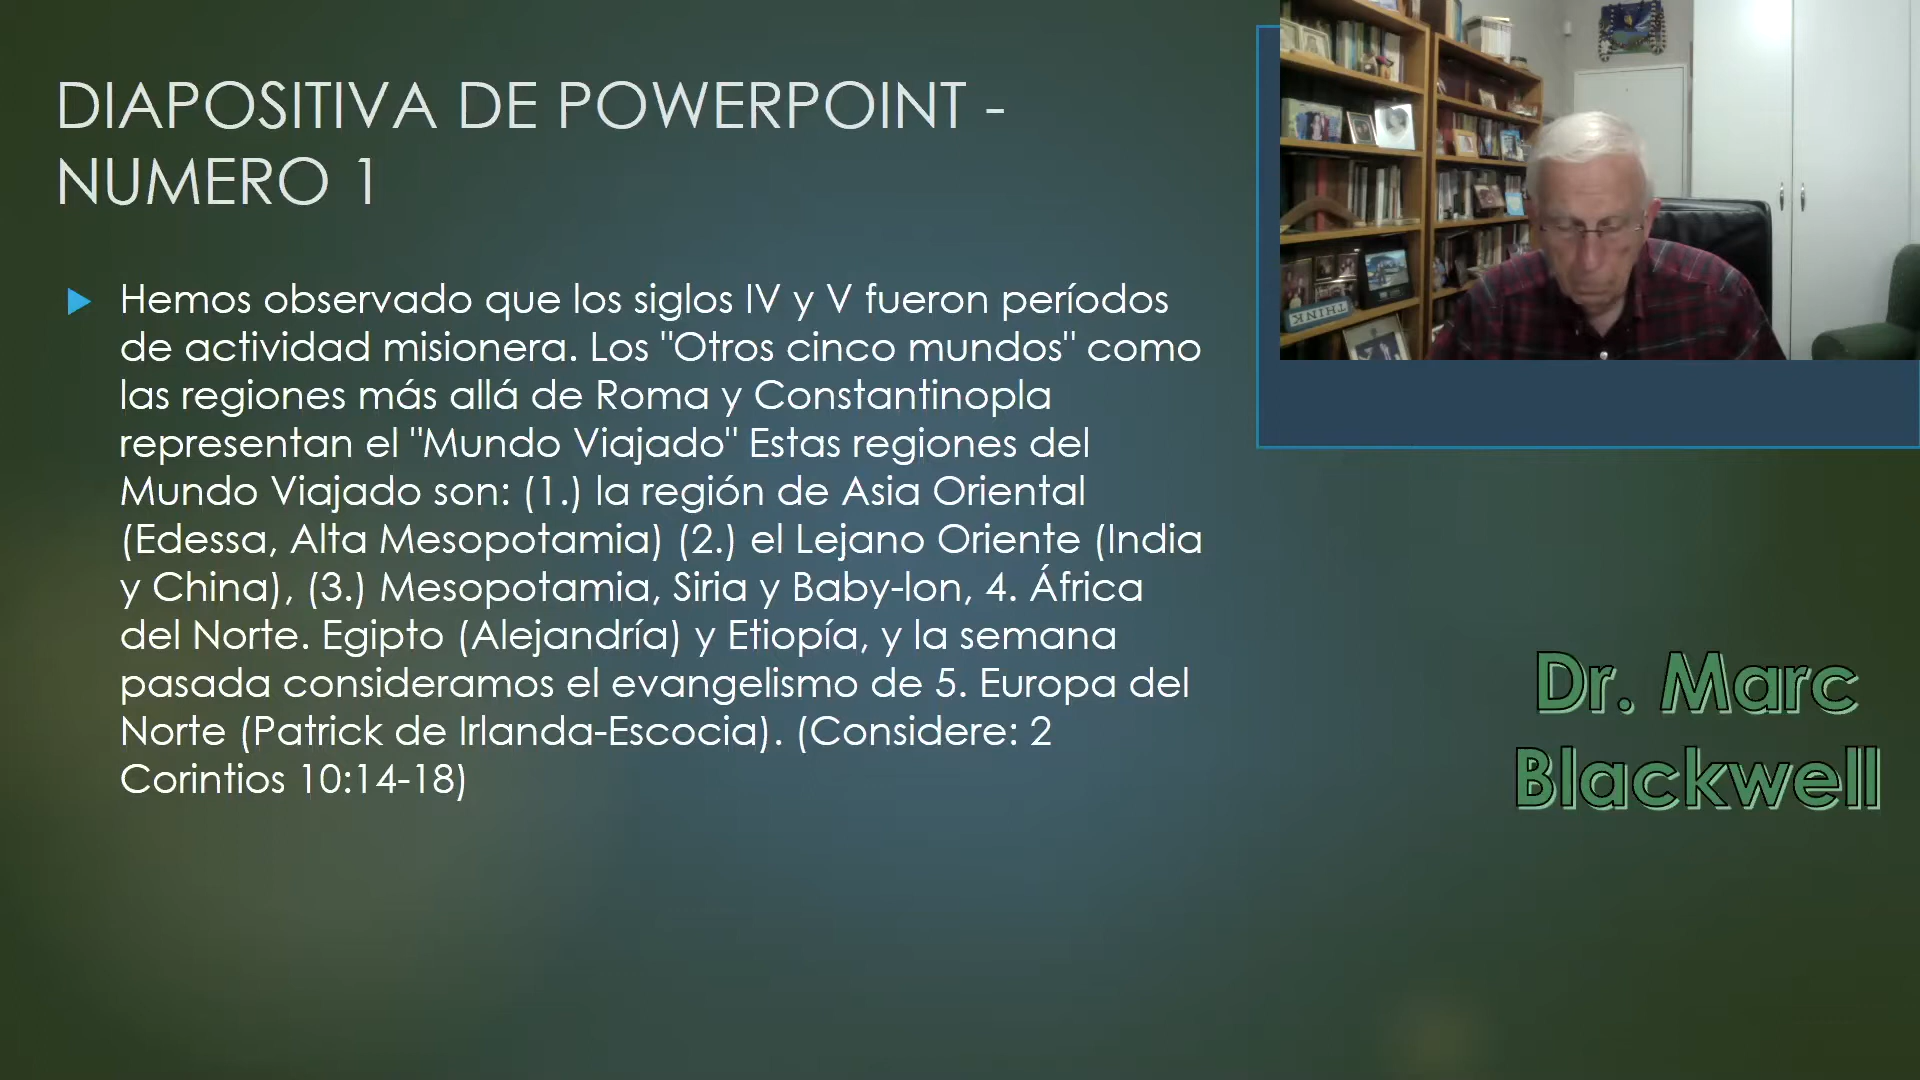 DIAPOSITIVA DE POWERPOINT -
NUMERO 1
Hemos observado que los siglos IV y V fueron períodos
de actividad misionera. Los "Otros cinco mundos" como
las regiones más allá de Roma y Constantinopla
representan el "Mundo Viajado" Estas regiones del
Mundo Viajado son: (1.) la región de Asia Oriental
(Edessa, Alta Mesopotamia) (2.) el Lejano Oriente (India
y China), (3.) Mesopotamia, Siria y Baby-lon, 4. África
del Norte. Egipto (Alejandría) y Etiopía, y la semana
pasada consideramos el evangelismo de 5. Europa del
Norte (Patrick de Irlanda-Escocia). (Considere: 2
Corintios 10:14-18)
THINK
Dr. Marc
Blackwell